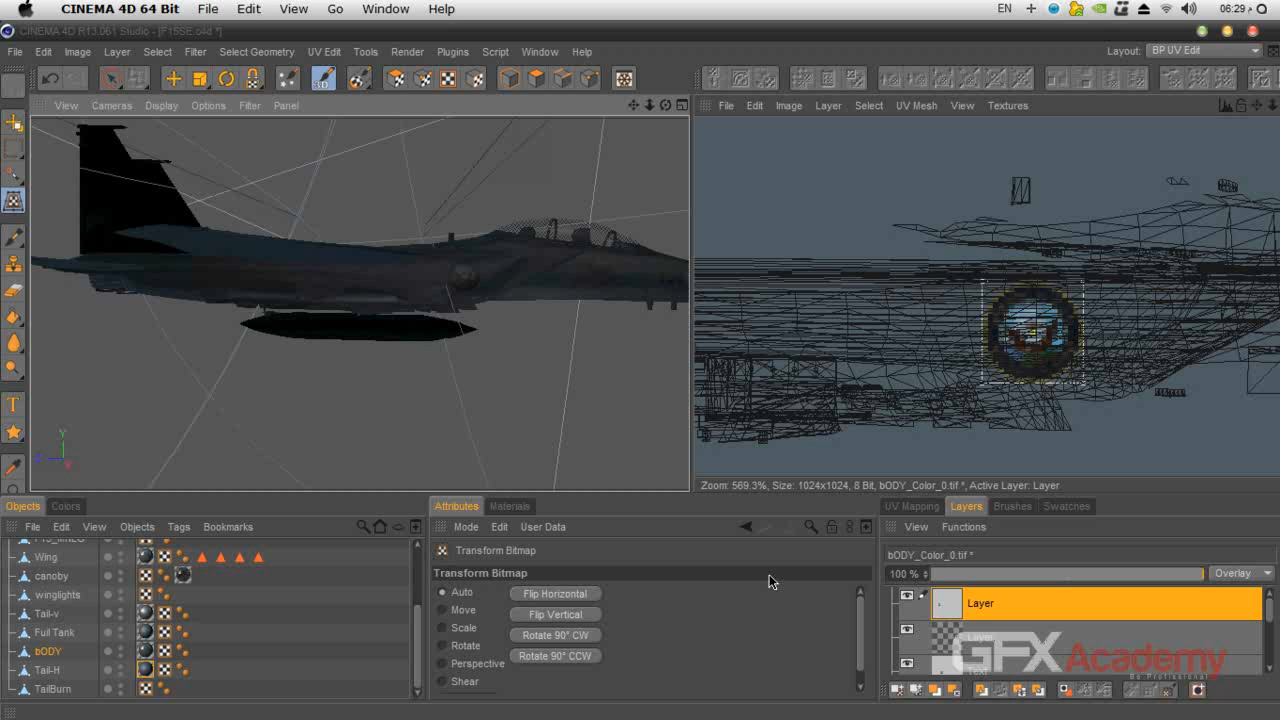 CINEMA 4D 64 Bit File Edit View Go Window Help EN 06:29 م
CINEMA 4D R13.061 Studio - [F15SE.c4d *]
File Edit Image Layer Select Select Geometry UV Edit Tools Render Plugins Script Window Help Layout: BP UV Edit
3D
View Cameras Display Options Filter Panel
File Edit Image Layer Select UV Mesh View Textures
Y
Zoom: 569.3%, Size: 1024x1024, 8 Bit, bODY_Color_0.tif *, Active Layer: Layer
Objects Colors
Attributes Materials
UV Mapping Layers Brushes Swatches
File Edit View Objects Tags Bookmarks
Mode Edit User Data
View Functions
Wing
canoby
winglights
Tail-v
Full Tank
bODY
Tail-H
TailBurn
Transform Bitmap
Transform Bitmap
Auto Flip Horizontal
Move Flip Vertical
Scale Rotate 90° CW
Rotate Rotate 90° CCW
Perspective
Shear
bODY_Color_0.tif *
100 % Overlay
Layer
Layer
GFX Academy
Be Professional